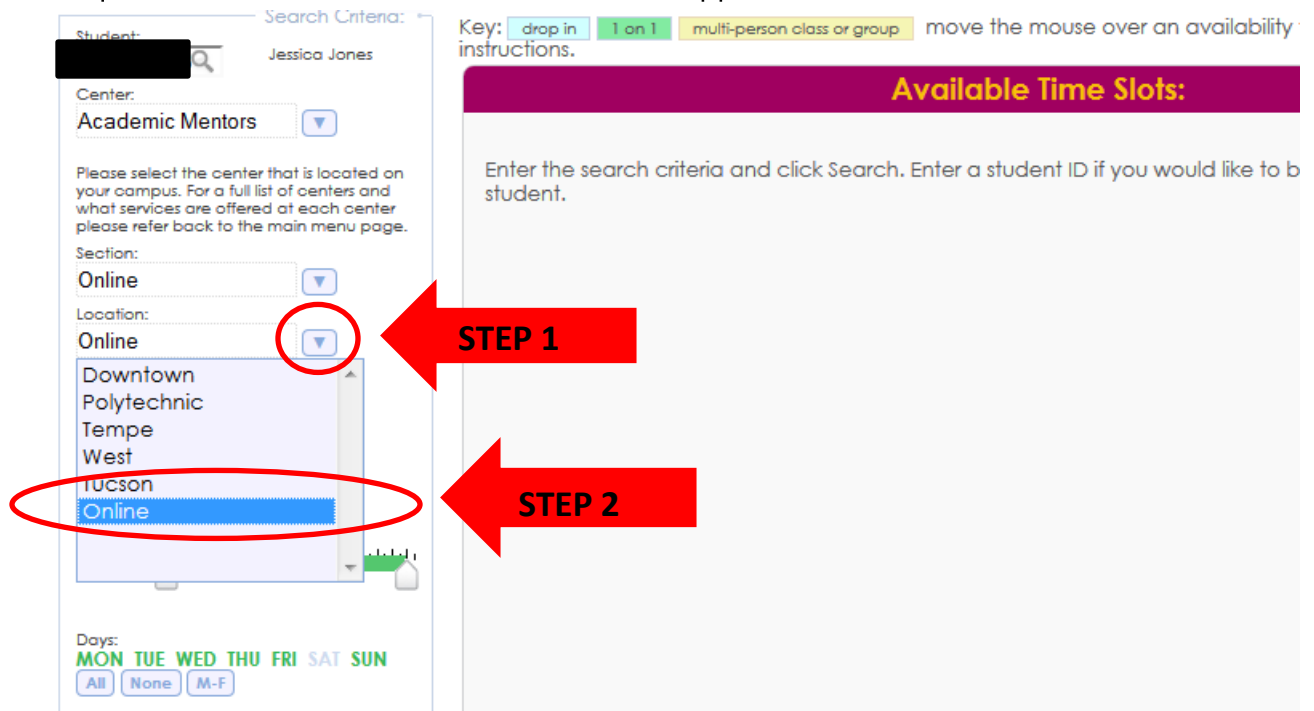 Search Criteria:
Student:
Jessica Jones
Center:
Academic Mentors
Please select the center that is located on
your campus. For a full list of centers and
what services are offered at each center
please refer back to the main menu page.
Section:
Online
Location:
Online
Downtown
Polytechnic
Tempe
West
Tucson
Online
Days:
MON TUE WED THU FRI SAT SUN
All None M-F
Key: drop in 1 on 1 multi-person class or group move the mouse over an availability
instructions.
Available Time Slots:
Enter the search criteria and click Search. Enter a student ID if you would like to b
student.
STEP 1
STEP 2